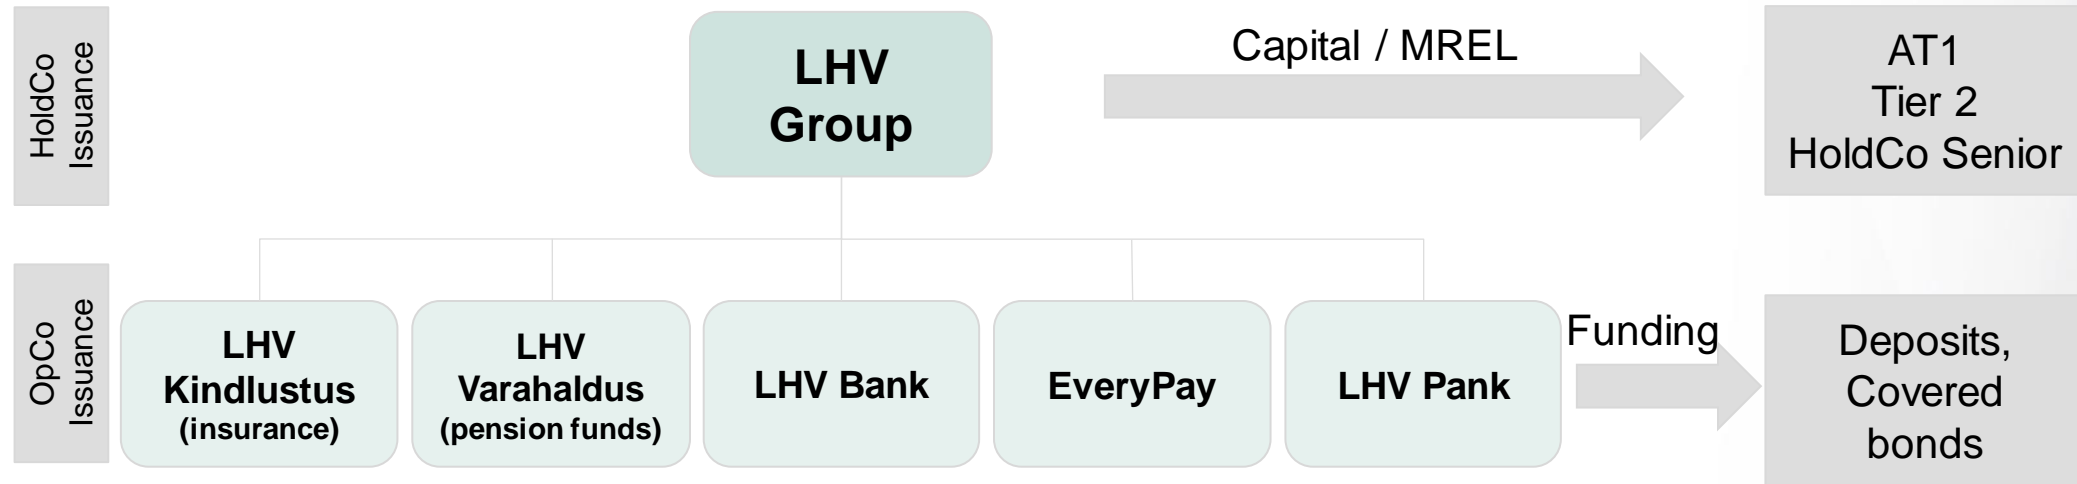 HoldCo
Issuance
LHV
Group
Capital / MREL
AT1
Tier 2
HoldCo Senior
OpCo
Issuance
LHV
Kindlustus
(insurance)
LHV
Varahaldus
(pension funds)
LHV Bank
EveryPay
LHV Pank
Funding
Deposits,
Covered
bonds